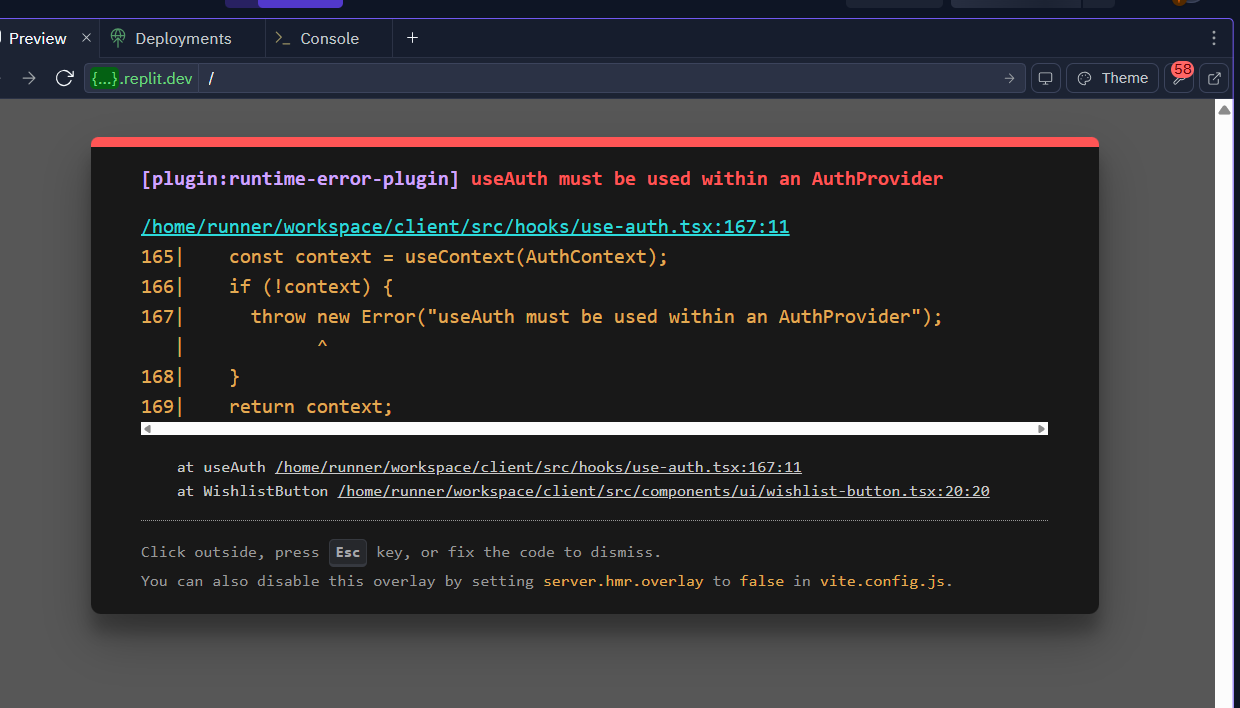 Preview
Deployments
Console
{...}.replit.dev /
Theme
58
[plugin:runtime-error-plugin] useAuth must be used within an AuthProvider
/home/runner/workspace/client/src/hooks/use-auth.tsx:167:11
165|    const context = useContext(AuthContext);
166|    if (!context) {
167|      throw new Error("useAuth must be used within an AuthProvider");
   |            ^
168|    }
169|    return context;
at useAuth /home/runner/workspace/client/src/hooks/use-auth.tsx:167:11
at WishlistButton /home/runner/workspace/client/src/components/ui/wishlist-button.tsx:20:20
Click outside, press Esc key, or fix the code to dismiss.
You can also disable this overlay by setting server.hmr.overlay to false in vite.config.js.